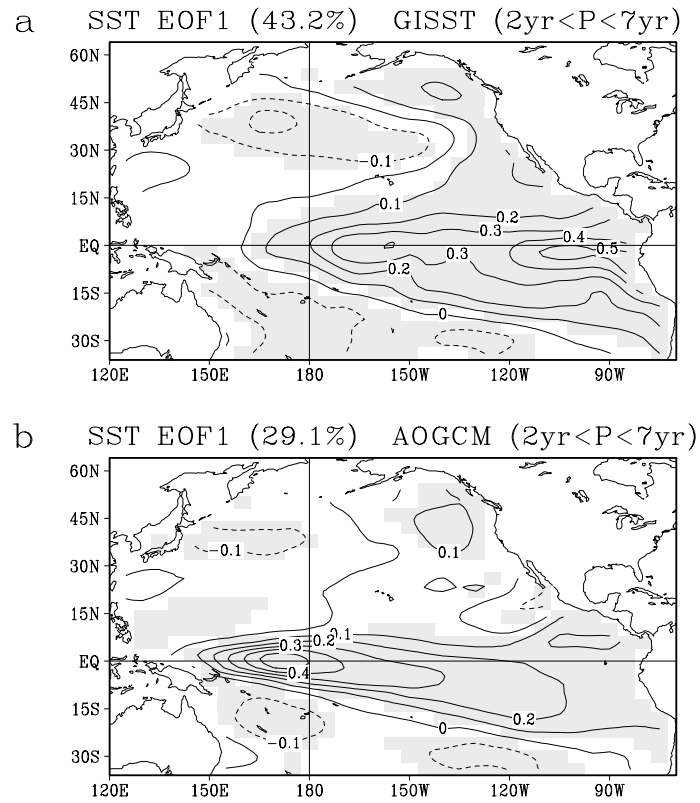 a
SST EOF1 (43.2%) GISST (2yr<P<7yr)
60N
45N
30N
0.1
15N
0.1
0.2
0.3
0.4
EQ
0.3
0.5
0.2
15S
0
30S
120E 150E 180 150W 120W 90W
b
SST EOF1 (29.1%) AOGCM (2yr<P<7yr)
60N
45N
-0.1
0.1
30N
15N
0.3 0.2 0.1
EQ
0.4
15S
0.2
0
-0.1
30S
120E 150E 180 150W 120W 90W